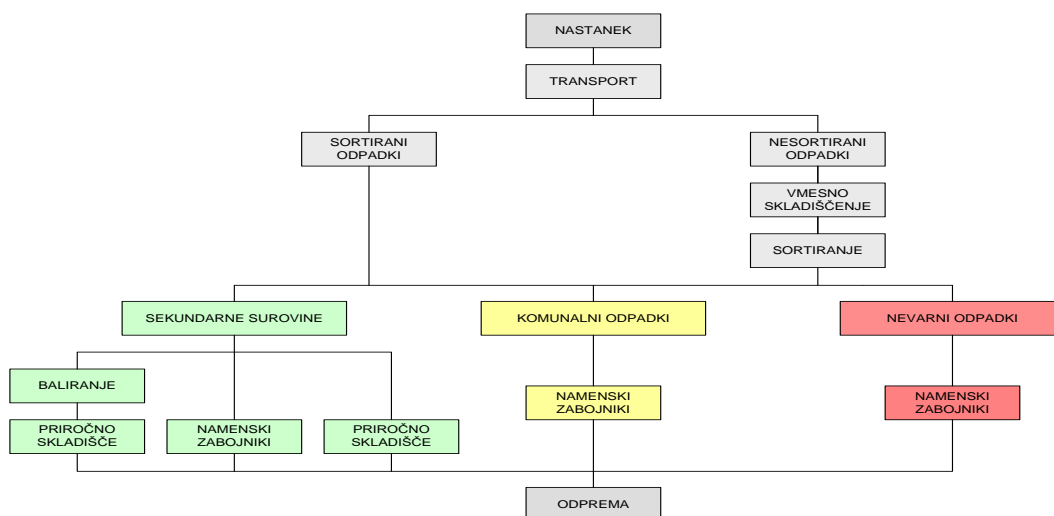 NASTANEK
TRANSPORT
SORTIRANI
ODPADKI
NESORTIRANI
ODPADKI
VMESNO
SKLADIŠČENJE
SORTIRANJE
SEKUNDARNE SUROVINE
KOMUNALNI ODPADKI
NEVARNI ODPADKI
BALIRANJE
PRIROČNO
SKLADIŠČE
NAMENSKI
ZABOJNIKI
PRIROČNO
SKLADIŠČE
NAMENSKI
ZABOJNIKI
NAMENSKI
ZABOJNIKI
ODPREMA